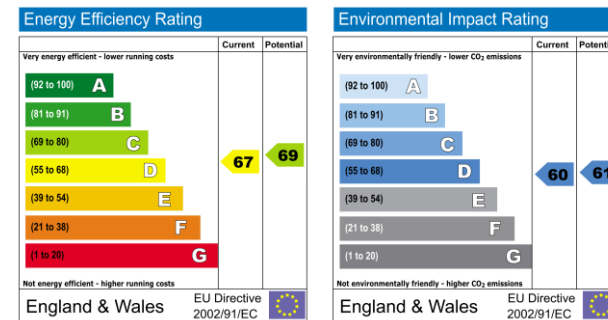 Energy Efficiency Rating
Current Potential
Very energy efficient - lower running costs
(92 to 100) A
(81 to 91) B
(69 to 80) C
(55 to 68) D
(39 to 54) E
(21 to 38) F
(1 to 20) G
67 69
Not energy efficient - higher running costs
England & Wales
EU Directive
2002/91/EC
Environmental Impact Rating
Current Potenti
Very environmentally friendly - lower CO₂ emissions
(92 to 100) A
(81 to 91) B
(69 to 80) C
(55 to 68) D
(39 to 54) E
(21 to 38) F
(1 to 20) G
60 61
Not environmentally friendly - higher CO₂ emissions
England & Wales
EU Directive
2002/91/EC